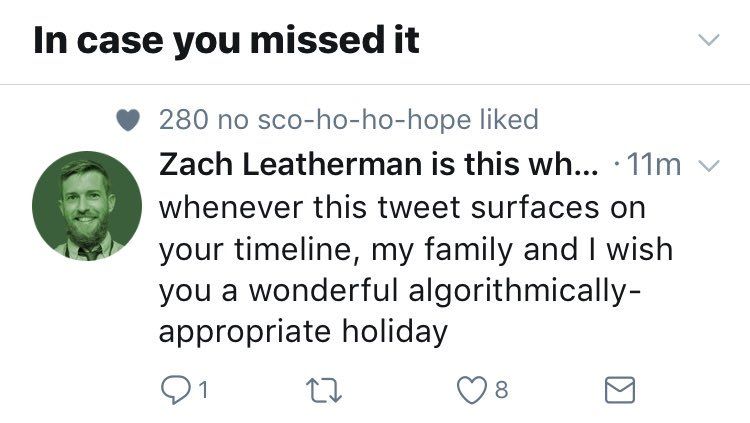 In case you missed it
280 no sco-ho-ho-hope liked
Zach Leatherman is this wh... · 11m
whenever this tweet surfaces on
your timeline, my family and I wish
you a wonderful algorithmically-
appropriate holiday
1 8